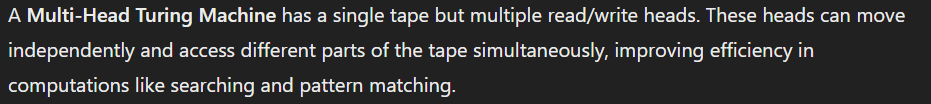 A Multi-Head Turing Machine has a single tape but multiple read/write heads. These heads can move
independently and access different parts of the tape simultaneously, improving efficiency in
computations like searching and pattern matching.